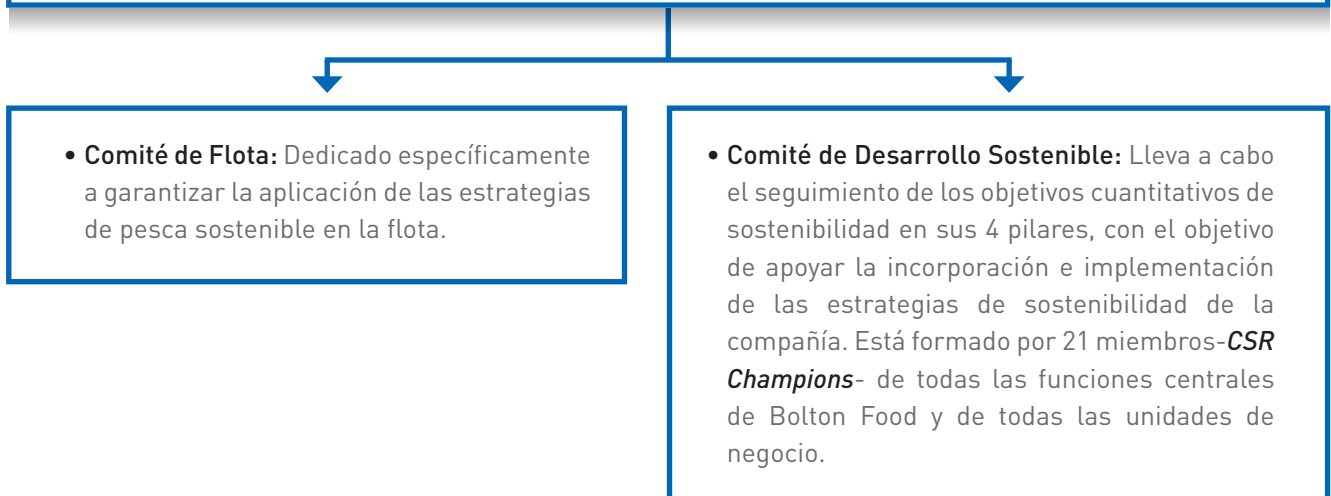 • Comité de Flota: Dedicado específicamente
a garantizar la aplicación de las estrategias
de pesca sostenible en la flota.
• Comité de Desarrollo Sostenible: Lleva a cabo
el seguimiento de los objetivos cuantitativos de
sostenibilidad en sus 4 pilares, con el objetivo
de apoyar la incorporación e implementación
de las estrategias de sostenibilidad de la
compañía. Está formado por 21 miembros-CSR
Champions- de todas las funciones centrales
de Bolton Food y de todas las unidades de
negocio.